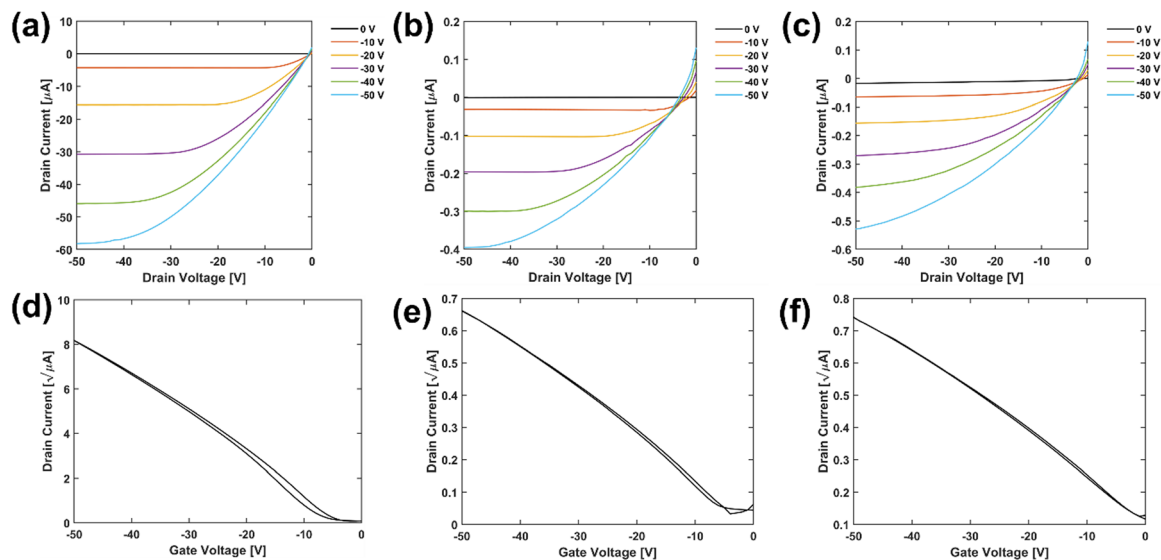 (a)
Drain Current [μA]
10
0
-10
-20
-30
-40
-50
-60
-50 -40 -30 -20 -10 0
Drain Voltage [V]
0 V
-10 V
-20 V
-30 V
-40 V
-50 V
(b)
Drain Current [μA]
0.2
0.1
0
-0.1
-0.2
-0.3
-0.4
-50 -40 -30 -20 -10 0
Drain Voltage [V]
0 V
-10 V
-20 V
-30 V
-40 V
-50 V
(c)
Drain Current [μA]
0.2
0.1
0
-0.1
-0.2
-0.3
-0.4
-0.5
-0.6
-50 -40 -30 -20 -10 0
Drain Voltage [V]
0 V
-10 V
-20 V
-30 V
-40 V
-50 V
(d)
Drain Current [√μA]
10
8
6
4
2
0
-50 -40 -30 -20 -10 0
Gate Voltage [V]
(e)
Drain Current [√μA]
0.7
0.6
0.5
0.4
0.3
0.2
0.1
0
-50 -40 -30 -20 -10 0
Gate Voltage [V]
(f)
Drain Current [√μA]
0.8
0.7
0.6
0.5
0.4
0.3
0.2
0.1
-50 -40 -30 -20 -10 0
Gate Voltage [V]